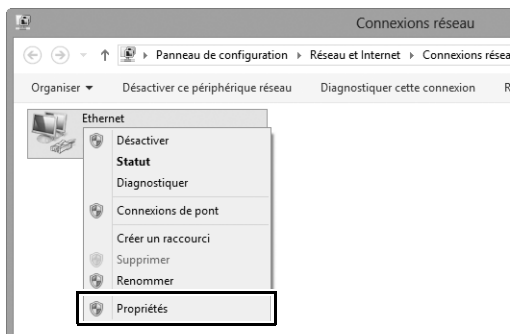 Connexions réseau
Panneau de configuration Réseau et Internet Connexions résea
Organiser Désactiver ce périphérique réseau Diagnostiquer cette connexion R
Ethernet
Désactiver
Statut
Diagnostiquer
Connexions de pont
Créer un raccourci
Supprimer
Renommer
Propriétés